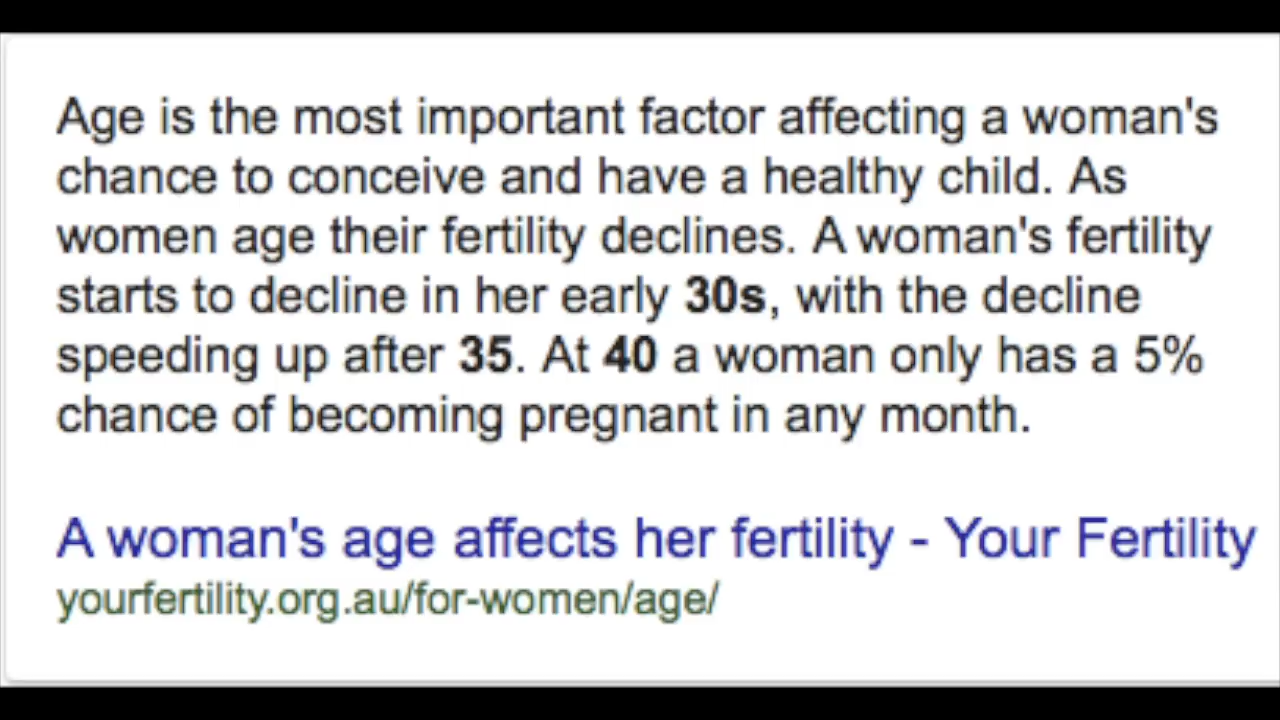 Age is the most important factor affecting a woman's
chance to conceive and have a healthy child. As
women age their fertility declines. A woman's fertility
starts to decline in her early 30s, with the decline
speeding up after 35. At 40 a woman only has a 5%
chance of becoming pregnant in any month.
A woman's age affects her fertility - Your Fertility
yourfertility.org.au/for-women/age/